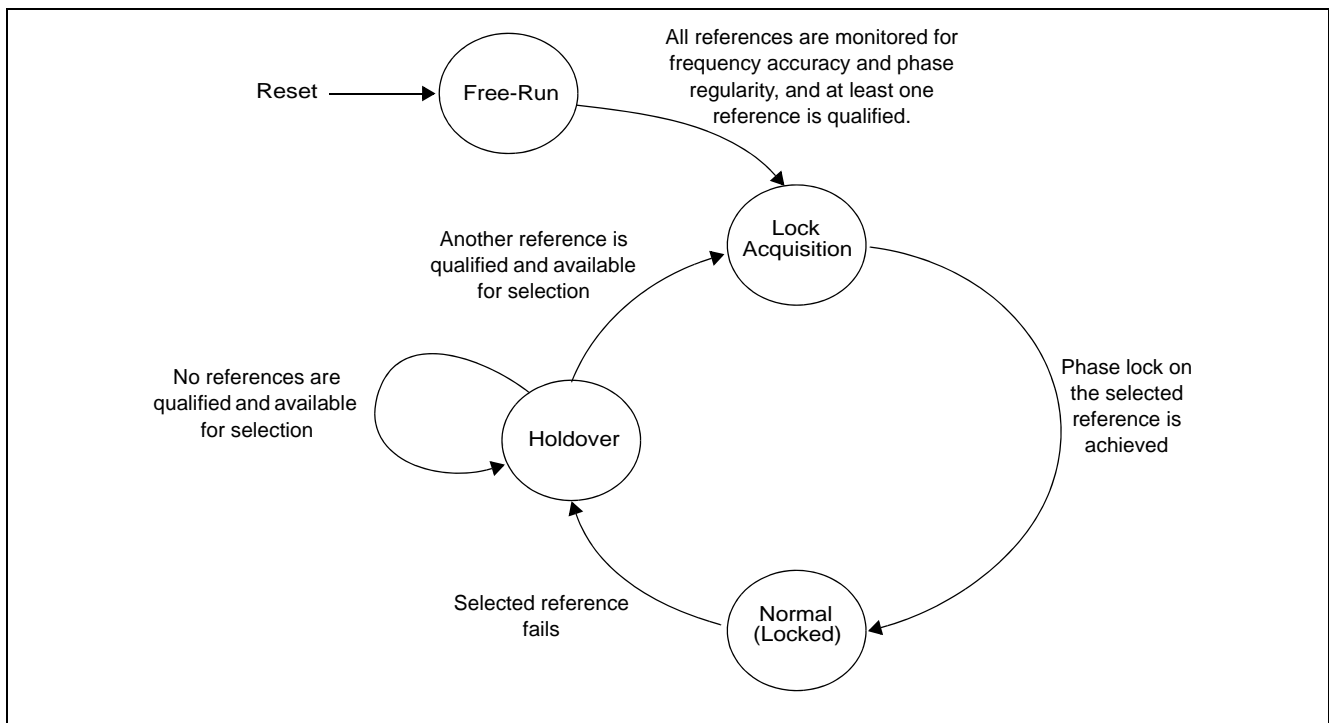 All references are monitored for
frequency accuracy and phase
regularity, and at least one
reference is qualified.
Reset
Free-Run
Lock
Acquisition
Another reference is
qualified and available
for selection
Phase lock on
the selected
reference is
achieved
No references are
qualified and available
for selection
Holdover
Selected reference
fails
Normal
(Locked)